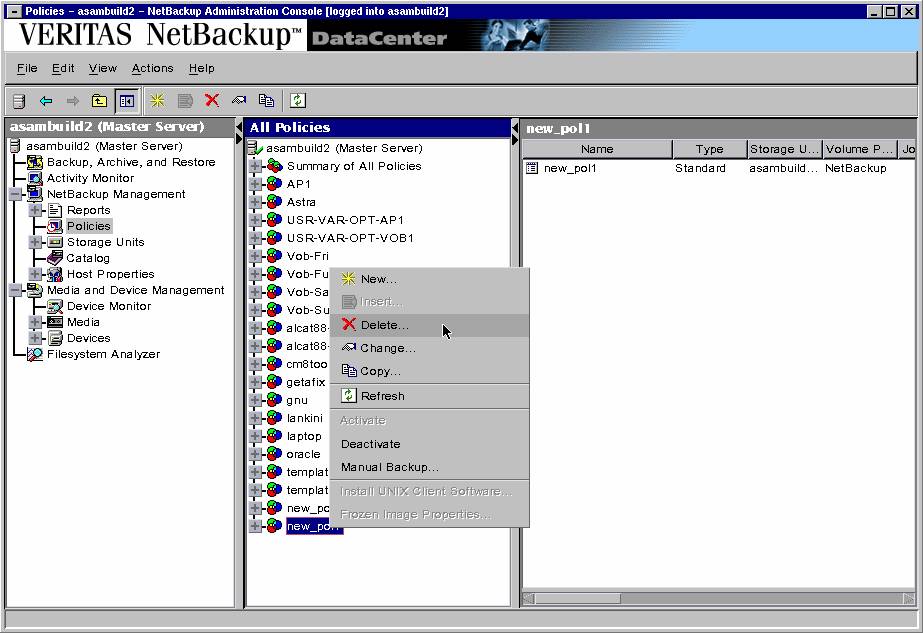 Policies - asambuild2 - NetBackup Administration Console [logged into asambuild2]
VERITAS NetBackup™ DataCenter
File Edit View Actions Help
asambuild2 (Master Server)
asambuild2 (Master Server)
Backup, Archive, and Restore
Activity Monitor
NetBackup Management
Reports
Policies
Storage Units
Catalog
Host Properties
Media and Device Management
Device Monitor
Media
Devices
Filesystem Analyzer
All Policies
asambuild2 (Master Server)
Summary of All Policies
AP1
Astra
USR-VAR-OPT-AP1
USR-VAR-OPT-VOB1
Vob-Fri
Vob-Fu
Vob-Sa
Vob-Su
alcat88-
alcat88-
cm8too
getafix
gnu
lankini
laptop
oracle
templat
templat
new_po
new_pol1
New...
Insert...
Delete...
Change...
Copy...
Refresh
Activate
Deactivate
Manual Backup...
Install UNIX Client Software...
Frozen Image Properties...
new_pol1
Name Type Storage U... Volume P... Jo
new_pol1 Standard asambuild... NetBackup